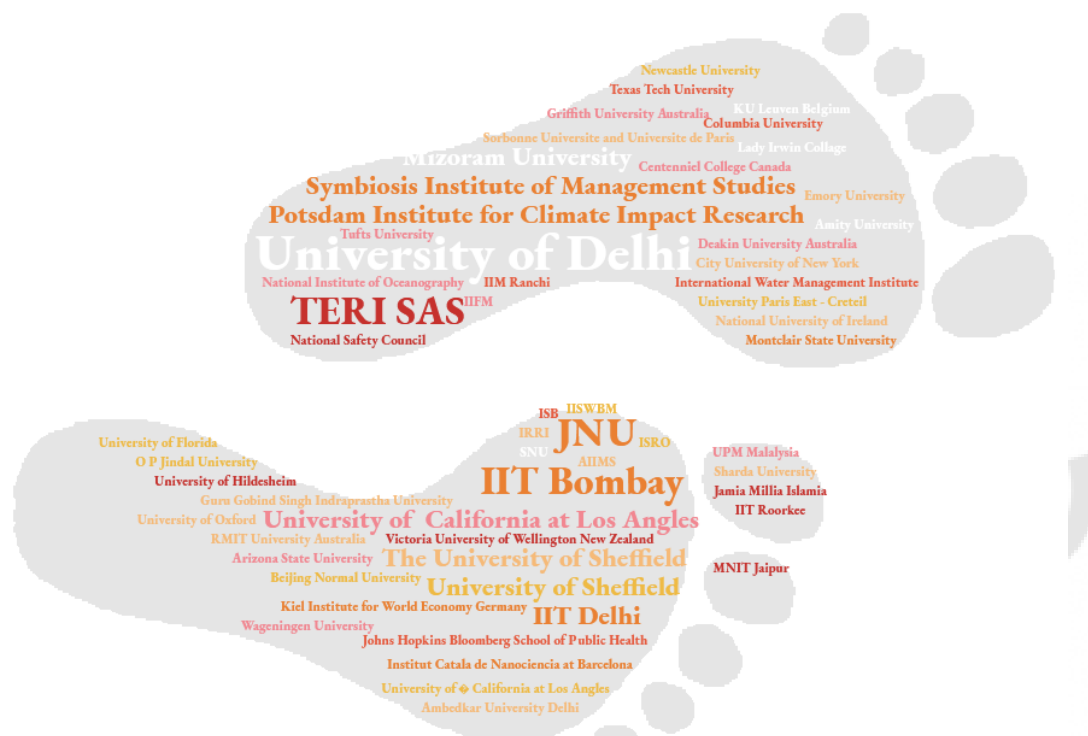 Newcastle University
Texas Tech University
KU Leuven Belgium
Griffith University Australia
Columbia University
Sorbonne Universite and Universite de Paris
Lady Irwin Collage
Mizoram University
Centenniel College Canada
Symbiosis Institute of Management Studies
Emory University
Potsdam Institute for Climate Impact Research
Amity University
Tufts University
University of Delhi
Deakin University Australia
City University of New York
National Institute of Oceanography
IIM Ranchi
International Water Management Institute
TERI SAS
IIFM
University Paris East - Creteil
National University of Ireland
National Safety Council
Montclair State University
ISB
IISWBM
IRRI
JNU
ISRO
University of Florida
SNU
UPM Malalysia
O P Jindal University
AIIMS
Sharda University
University of Hildesheim
IIT Bombay
Jamia Millia Islamia
Guru Gobind Singh Indraprastha University
IIT Roorkee
University of Oxford
University of California at Los Angles
RMIT University Australia
Victoria University of Wellington New Zealand
Arizona State University
The University of Sheffield
MNIT Jaipur
Beijing Normal University
University of Sheffield
Kiel Institute for World Economy Germany
IIT Delhi
Wageningen University
Johns Hopkins Bloomberg School of Public Health
Institut Catala de Nanociencia at Barcelona
University of � California at Los Angles
Ambedkar University Delhi